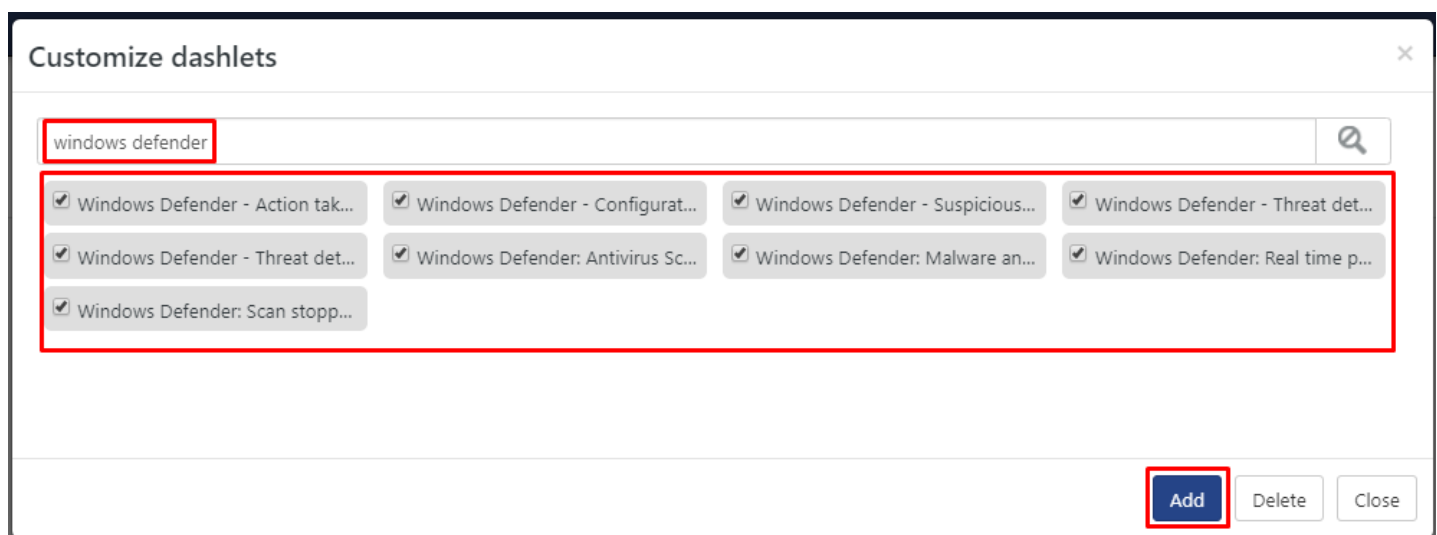 Customize dashlets ×
windows defender
Windows Defender - Action tak... Windows Defender - Configurat... Windows Defender - Suspicious... Windows Defender - Threat det...
Windows Defender - Threat det... Windows Defender: Antivirus Sc... Windows Defender: Malware an... Windows Defender: Real time p...
Windows Defender: Scan stopp...
Add Delete Close